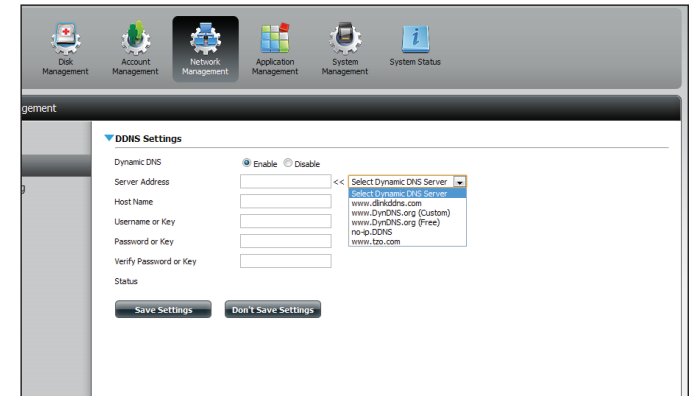 Disk Management
Account Management
Network Management
Application Management
System Management
System Status
gement
g
DDNS Settings
Dynamic DNS Enable Disable
Server Address << Select Dynamic DNS Server
Select Dynamic DNS Server
www.dlinkddns.com
www.DynDNS.org (Custom)
www.DynDNS.org (Free)
no-ip.DDNS
www.tzo.com
Host Name
Username or Key
Password or Key
Verify Password or Key
Status
Save Settings Don't Save Settings